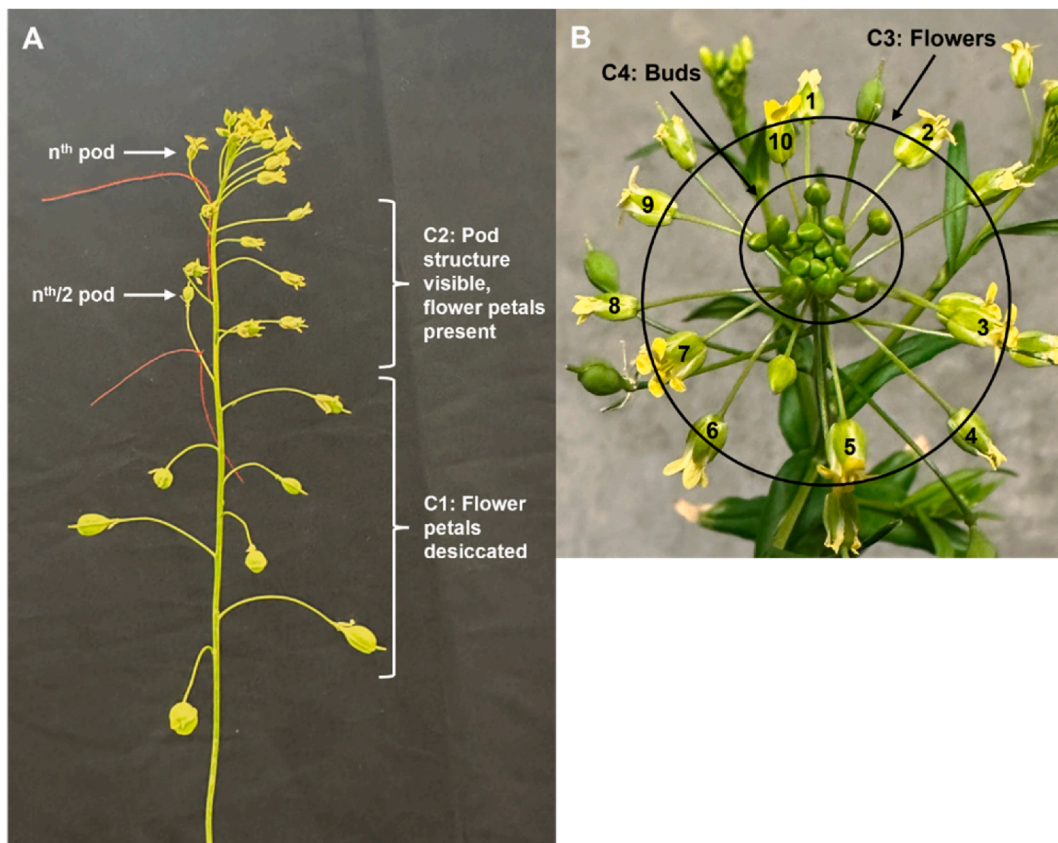 A
nth pod
nth/2 pod
C2: Pod
structure
visible,
flower petals
present
C1: Flower
petals
desiccated
B
C3: Flowers
C4: Buds
1
2
10
9
8
3
7
6
5
4